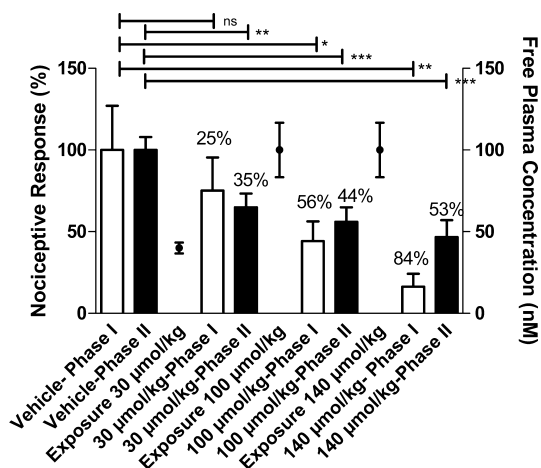 ns
**
*
***
**
***
Nociceptive Response (%)
150
100
50
0
25%
35%
56%
44%
84%
53%
150
100
50
0
Free Plasma Concentration (nM)
Vehicle- Phase I
Vehicle-Phase II
Exposure 30 µmol/kg
30 µmol/kg-Phase I
30 µmol/kg-Phase II
Exposure 100 µmol/kg
100 µmol/kg-Phase I
100 µmol/kg-Phase II
Exposure 140 µmol/kg
140 µmol/kg- Phase I
140 µmol/kg-Phase II